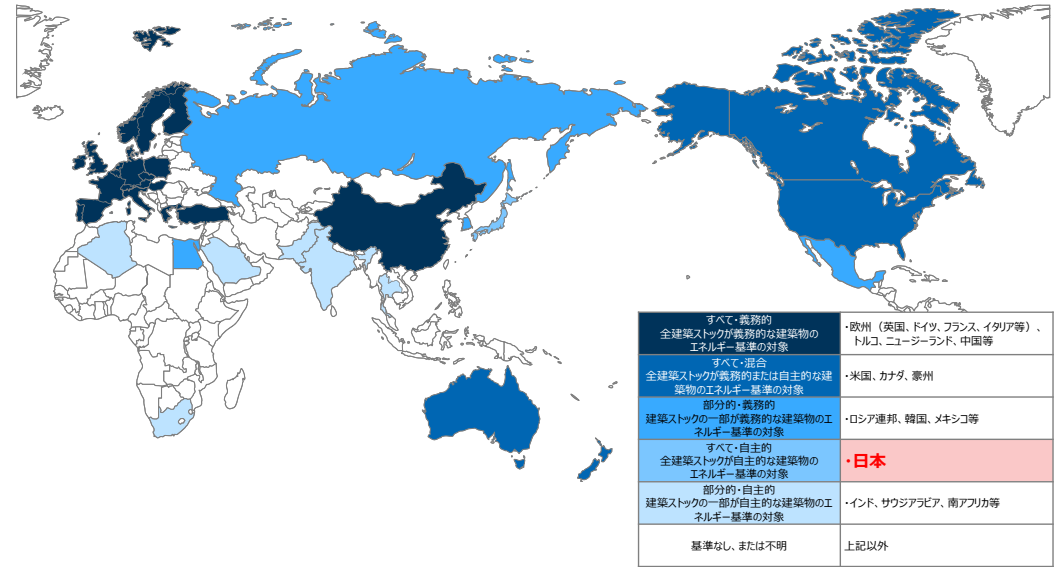 すべて・義務的
全建築ストックが義務的な建築物の
エネルギー基準の対象
・欧州（英国、ドイツ、フランス、イタリア等）、
トルコ、ニュージーランド、中国等
すべて・混合
全建築ストックが義務的または自主的な建
築物のエネルギー基準の対象
・米国、カナダ、豪州
部分的・義務的
建築ストックの一部が義務的な建築物のエ
ネルギー基準の対象
・ロシア連邦、韓国、メキシコ等
すべて・自主的
全建築ストックが自主的な建築物の
エネルギー基準の対象
・日本
部分的・自主的
建築ストックの一部が自主的な建築物のエ
ネルギー基準の対象
・インド、サウジアラビア、南アフリカ等
基準なし、または不明
上記以外